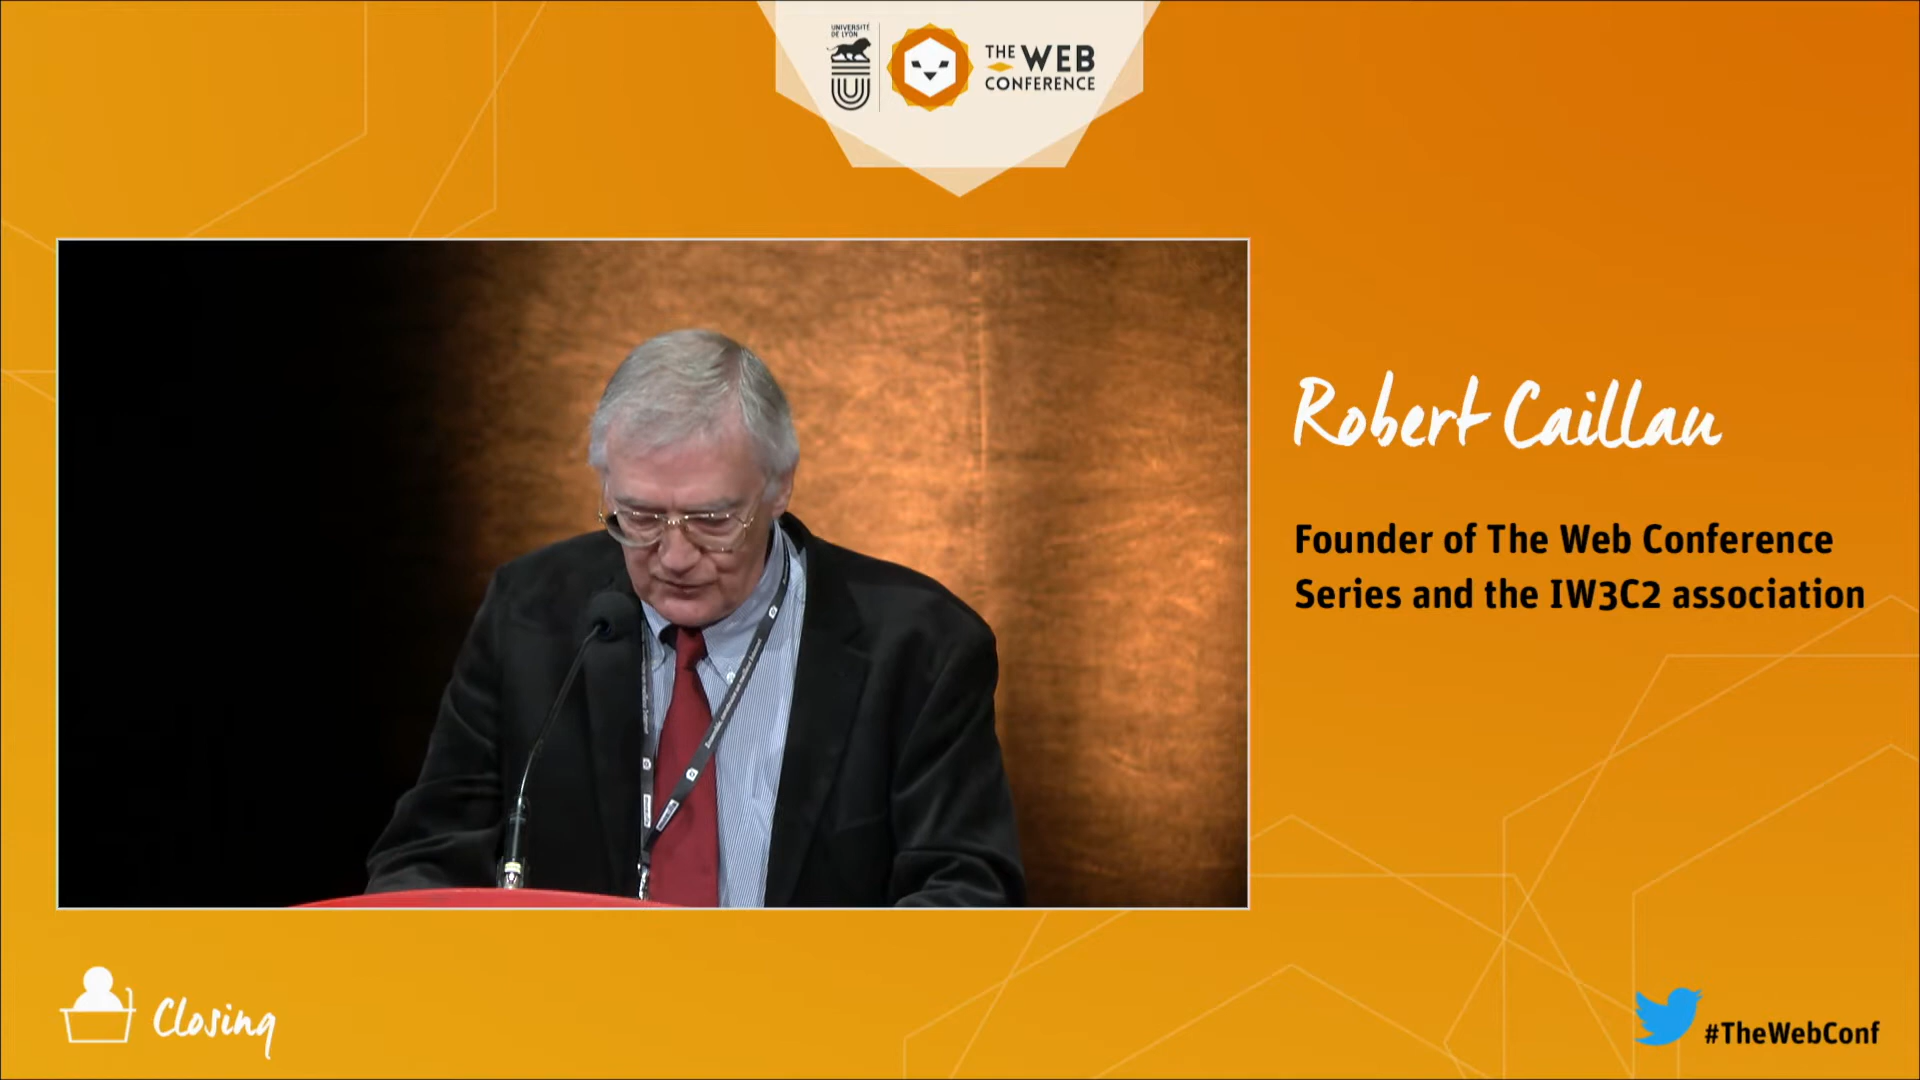 UNIVERSITÉ
DE LYON
THE WEB
CONFERENCE
Robert Caillau
Founder of The Web Conference
Series and the IW3C2 association
Closing
#TheWebConf